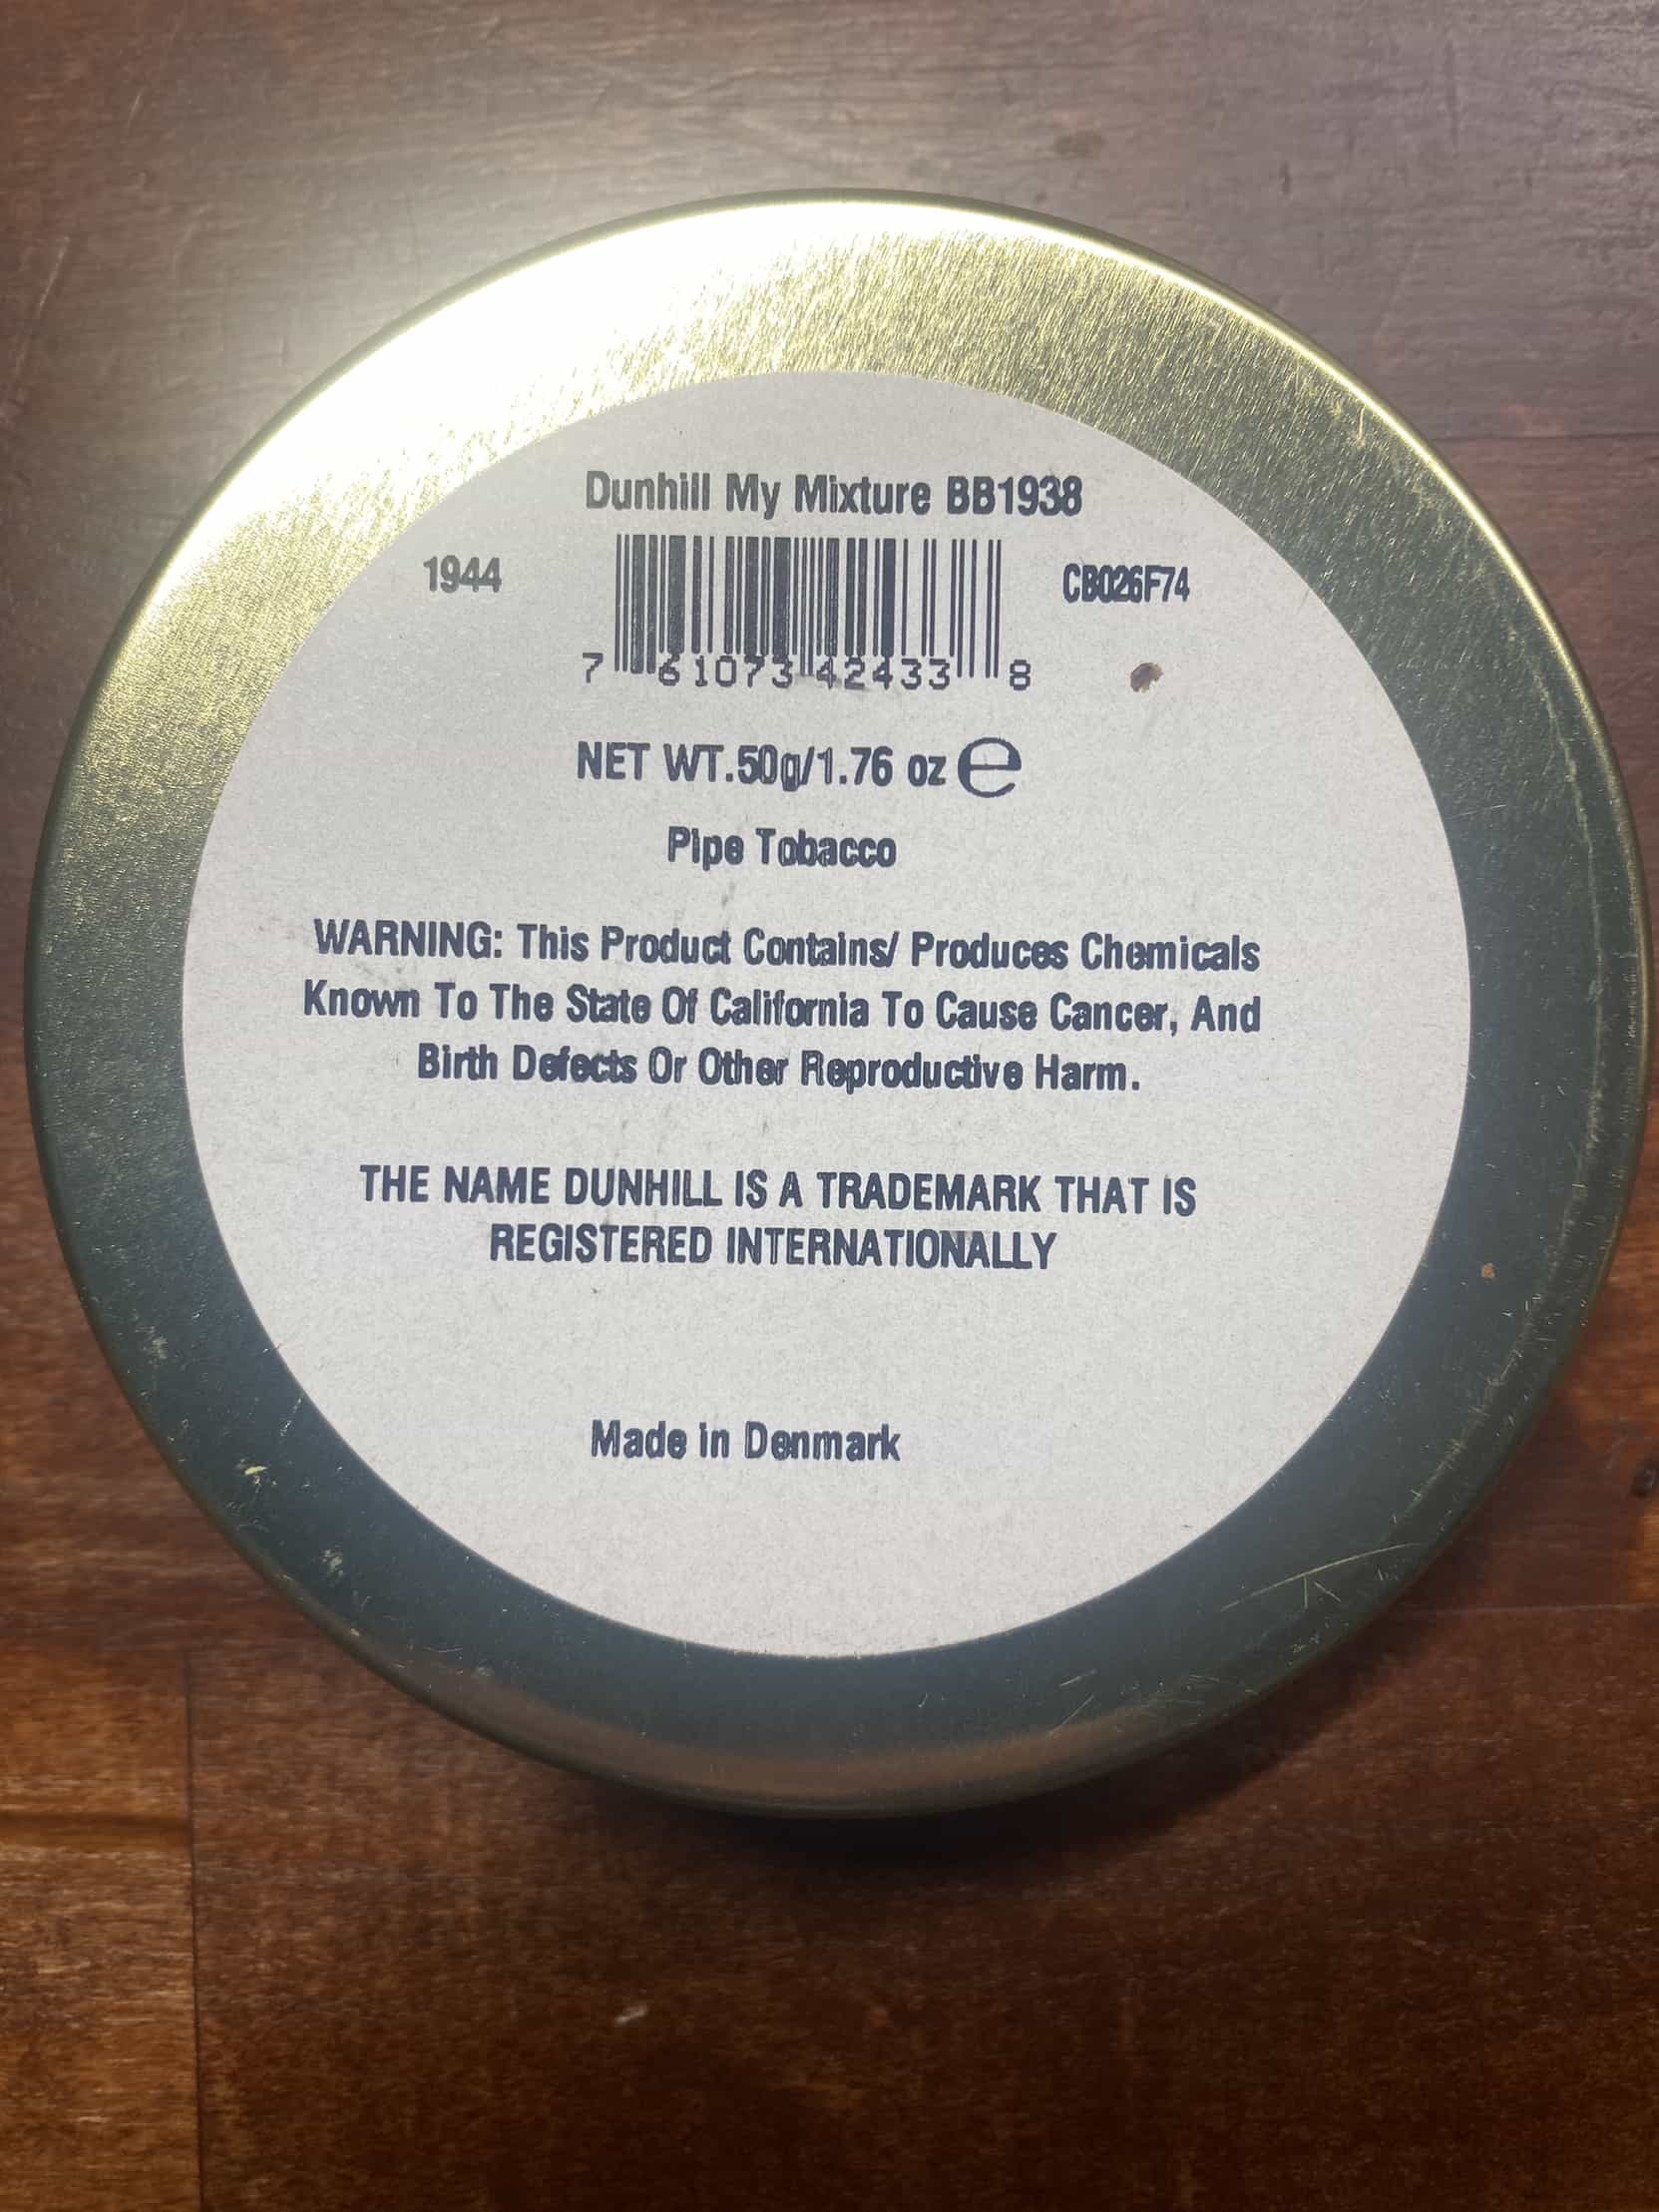 Dunhill My Mixture BB1938
1944
CB026F74
7 61073 42433 8
NET WT.50g/1.76 oz e
Pipe Tobacco
WARNING: This Product Contains/ Produces Chemicals
Known To The State Of California To Cause Cancer, And
Birth Defects Or Other Reproductive Harm.
THE NAME DUNHILL IS A TRADEMARK THAT IS
REGISTERED INTERNATIONALLY
Made in Denmark